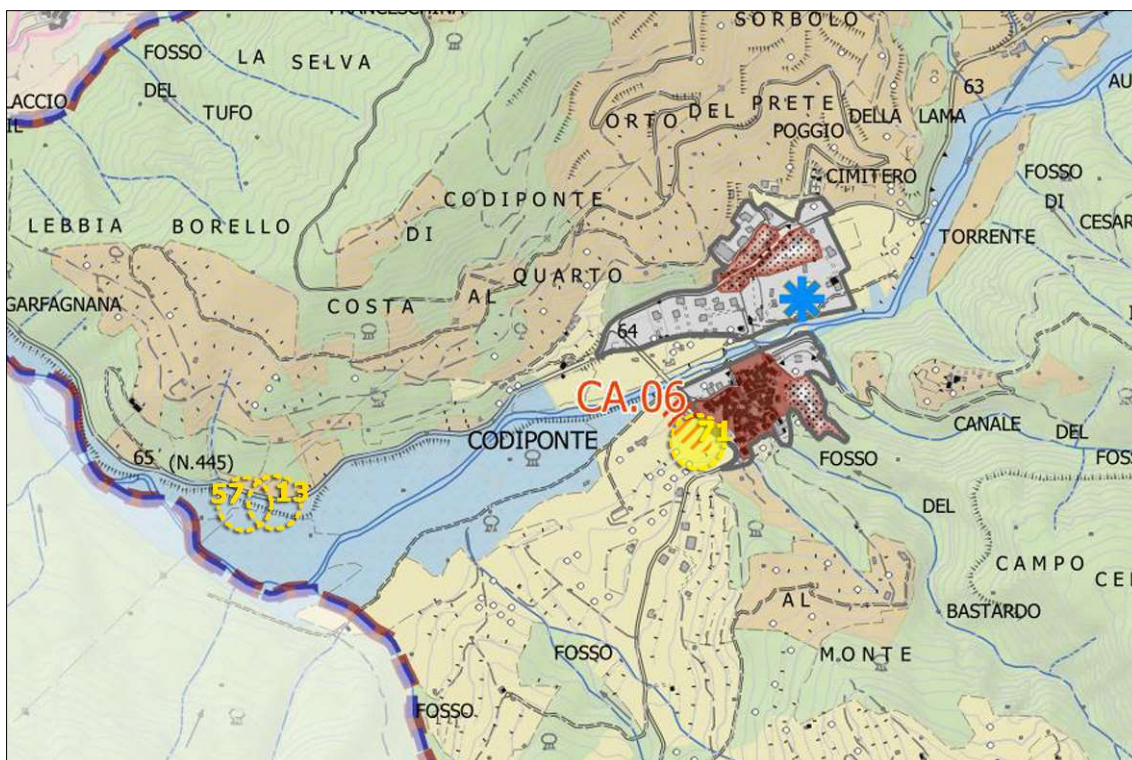 FRANCESCHINA
SORBOLO
FOSSO
LA SELVA
DEL
LACCIO
TUFO
IL
63
AU
ORTO DEL PRETE
DELLA LAMA
POGGIO
CIMITERO
FOSSO
DI
CODIPONTE
CESAR
LEBBIA BORELLO
DI
TORRENTE
QUARTO
AL
GARFAGNANA
COSTA
64
CA.06
CODIPONTE
71
CANALE
DEL
65 (N.445)
FOSSO
FOSS
57 13
DEL
CAMPO
CE
AL
BASTARDO
FOSSO
MONTE
FOSSO